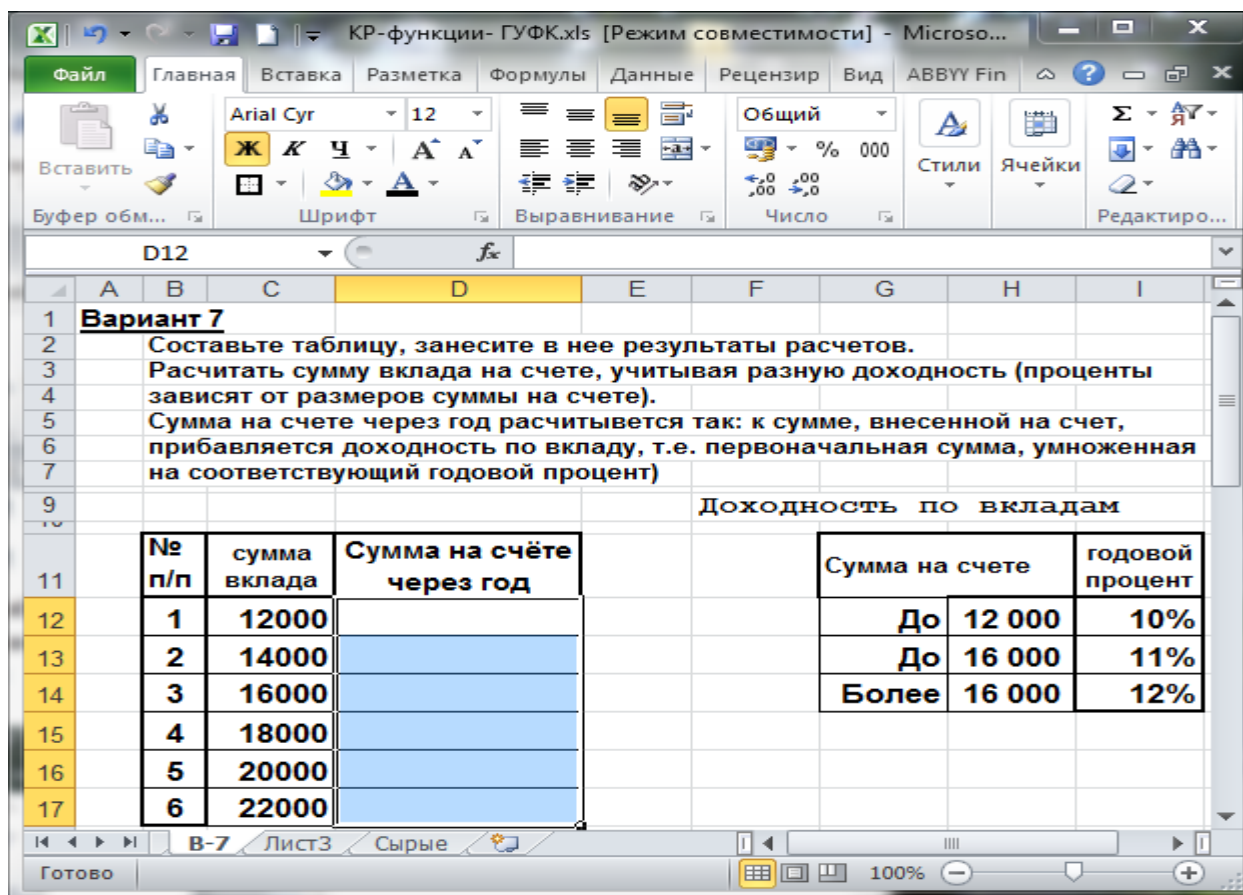 КР-функции- ГУФК.xls [Режим совместимости] - Microso...
Файл Главная Вставка Разметка Формулы Данные Рецензир Вид ABBYY Fin
Вставить
Arial Cyr 12
Ж К Ч
Общий
% 000
Стили Ячейки
Буфер обм... Шрифт Выравнивание Число Редактиро...
D12 fx
A B C D E F G H I
1 Вариант 7
2 Составьте таблицу, занесите в нее результаты расчетов.
3 Расчитать сумму вклада на счете, учитывая разную доходность (проценты
4 зависят от размеров суммы на счете).
5 Сумма на счете через год расчитывется так: к сумме, внесенной на счет,
6 прибавляется доходность по вкладу, т.е. первоначальная сумма, умноженная
7 на соответствующий годовой процент)
9 Доходность по вкладам
10
11 № п/п сумма вклада Сумма на счёте через год Сумма на счете годовой процент
12 1 12000 До 12 000 10%
13 2 14000 До 16 000 11%
14 3 16000 Более 16 000 12%
15 4 18000
16 5 20000
17 6 22000
В-7 Лист3 Сырые
Готово 100%